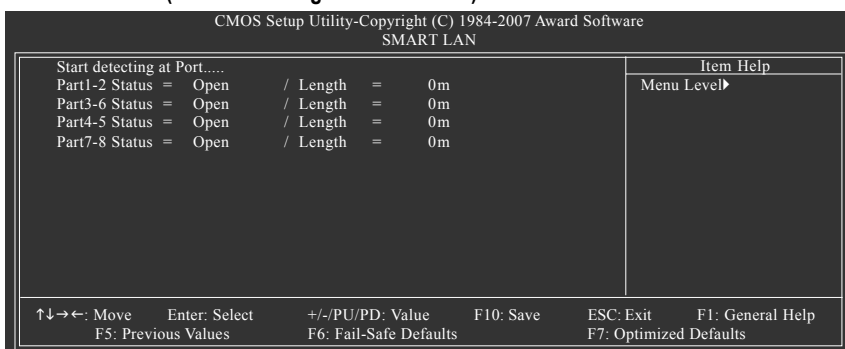 CMOS Setup Utility-Copyright (C) 1984-2007 Award Software
SMART LAN
Start detecting at Port.....
Part1-2 Status = Open / Length = 0m
Part3-6 Status = Open / Length = 0m
Part4-5 Status = Open / Length = 0m
Part7-8 Status = Open / Length = 0m
Item Help
Menu Level▶
↑↓→←: Move Enter: Select +/-/PU/PD: Value F10: Save ESC: Exit F1: General Help
F5: Previous Values F6: Fail-Safe Defaults F7: Optimized Defaults